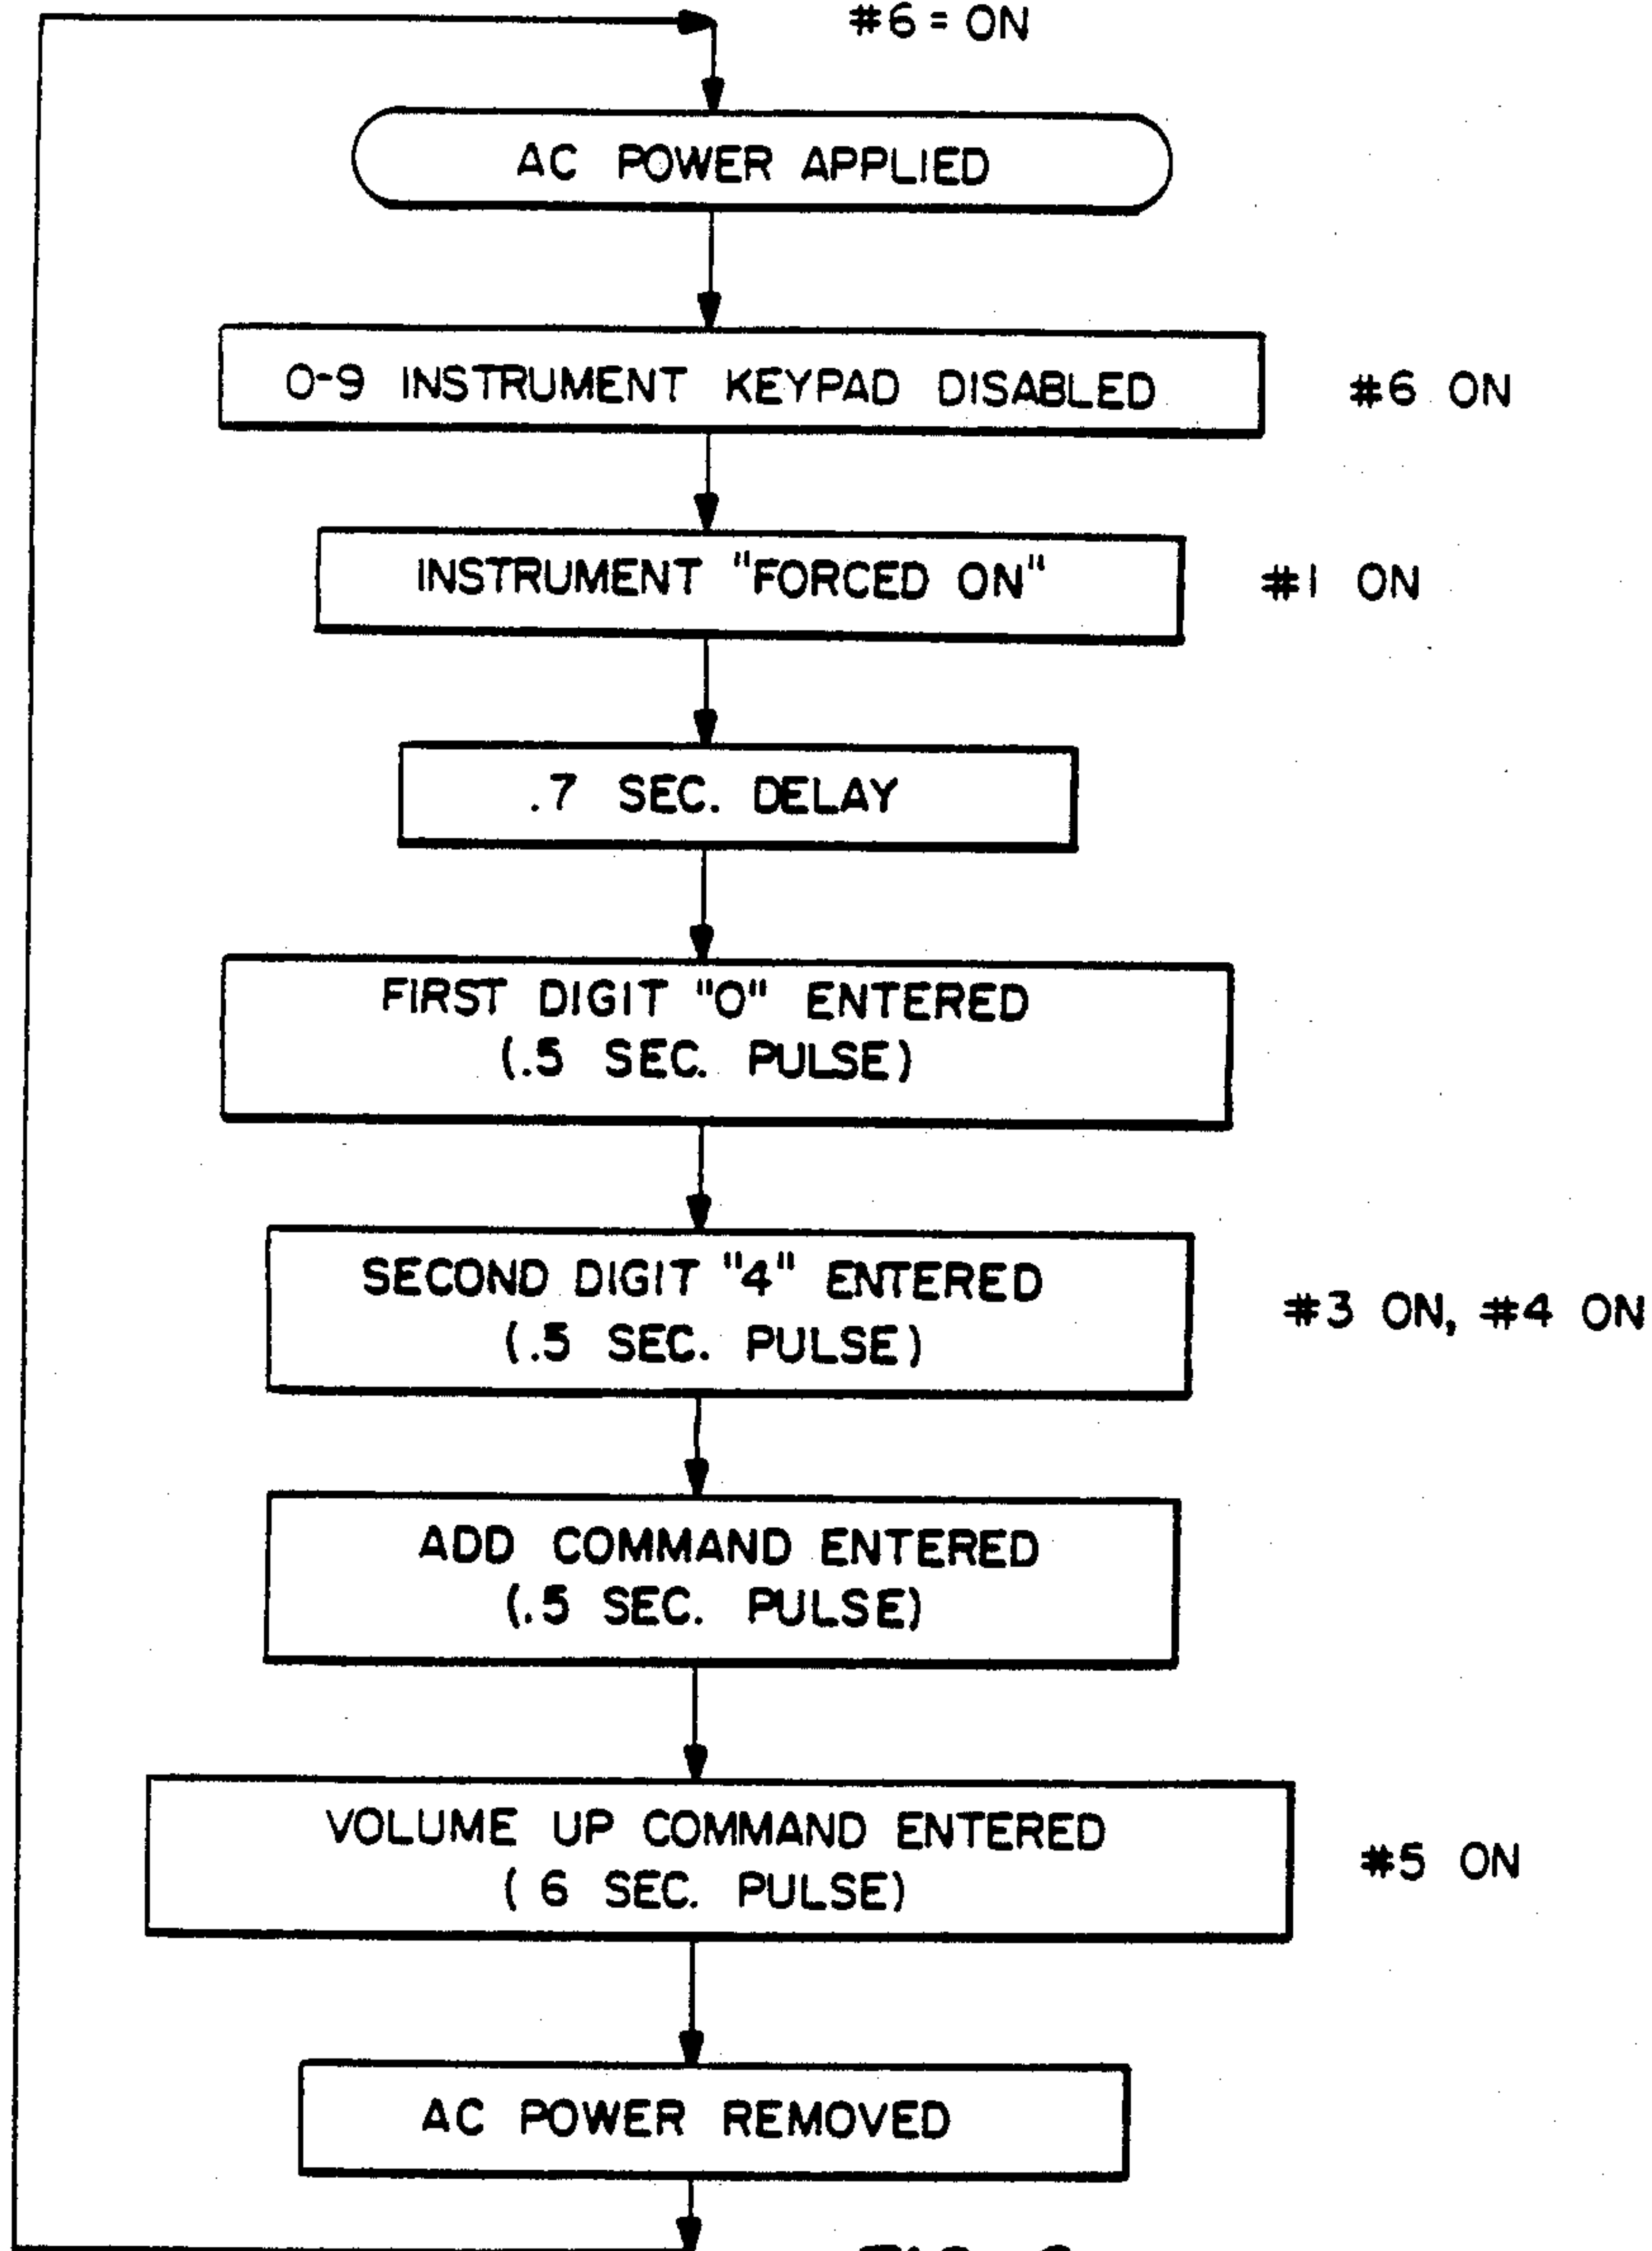 #6 = ON
AC POWER APPLIED
0-9 INSTRUMENT KEYPAD DISABLED
#6 ON
INSTRUMENT "FORCED ON"
#1 ON
.7 SEC. DELAY
FIRST DIGIT "0" ENTERED
(.5 SEC. PULSE)
SECOND DIGIT "4" ENTERED
(.5 SEC. PULSE)
#3 ON, #4 ON
ADD COMMAND ENTERED
(.5 SEC. PULSE)
VOLUME UP COMMAND ENTERED
( 6 SEC. PULSE)
#5 ON
AC POWER REMOVED